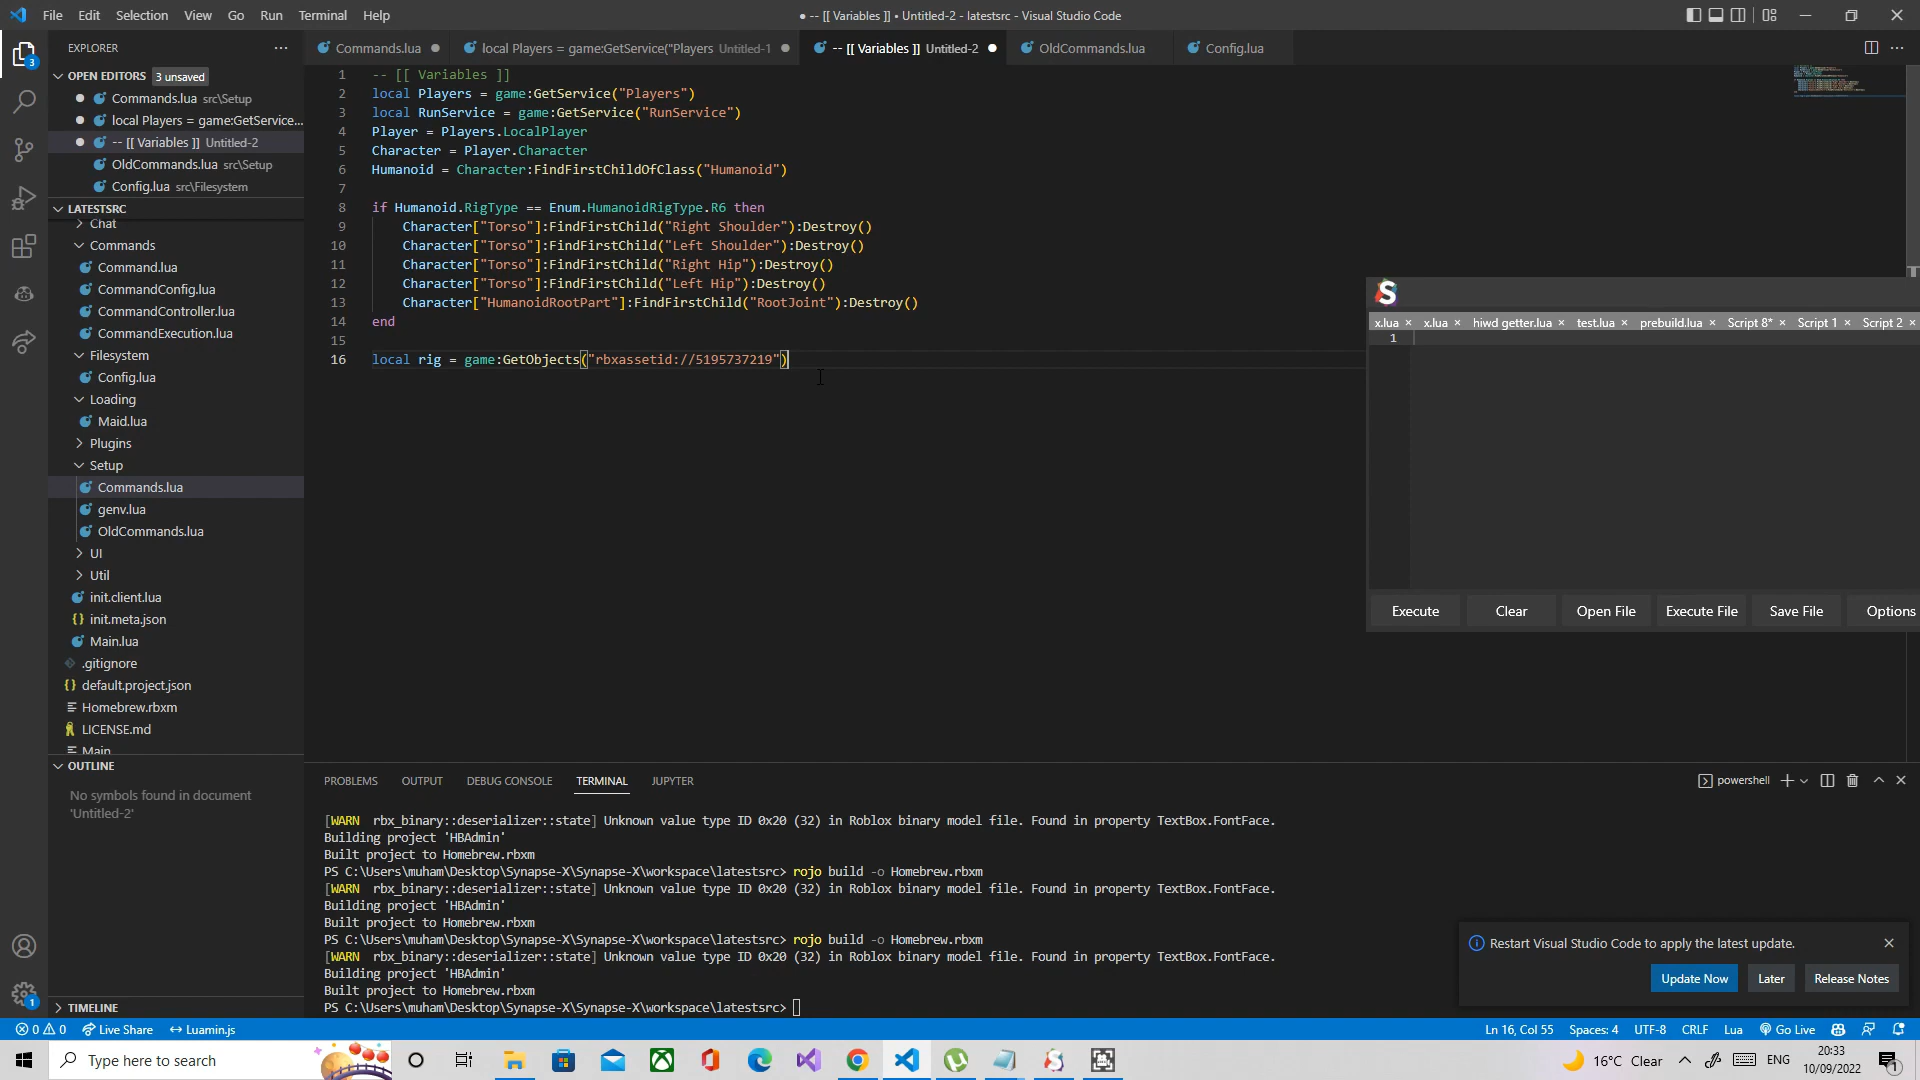 File Edit Selection View Go Run Terminal Help
● -- [[ Variables ]] • Untitled-2 - latestsrc - Visual Studio Code
EXPLORER
OPEN EDITORS 3 unsaved
Commands.lua src\Setup
local Players = game:GetService...
-- [[ Variables ]] Untitled-2
OldCommands.lua src\Setup
Config.lua src\Filesystem
LATESTSRC
Chat
Commands
Command.lua
CommandConfig.lua
CommandController.lua
CommandExecution.lua
Filesystem
Config.lua
Loading
Maid.lua
Plugins
Setup
Commands.lua
genv.lua
OldCommands.lua
UI
Util
init.client.lua
init.meta.json
Main.lua
.gitignore
default.project.json
Homebrew.rbxm
LICENSE.md
Main
OUTLINE
No symbols found in document
'Untitled-2'
TIMELINE
3
1
Commands.lua ● local Players = game:GetService("Players Untitled-1 ● -- [[ Variables ]] Untitled-2 ● OldCommands.lua Config.lua
1 -- [[ Variables ]]
2 local Players = game:GetService("Players")
3 local RunService = game:GetService("RunService")
4 Player = Players.LocalPlayer
5 Character = Player.Character
6 Humanoid = Character:FindFirstChildOfClass("Humanoid")
7
8 if Humanoid.RigType == Enum.HumanoidRigType.R6 then
9 Character["Torso"]:FindFirstChild("Right Shoulder"):Destroy()
10 Character["Torso"]:FindFirstChild("Left Shoulder"):Destroy()
11 Character["Torso"]:FindFirstChild("Right Hip"):Destroy()
12 Character["Torso"]:FindFirstChild("Left Hip"):Destroy()
13 Character["HumanoidRootPart"]:FindFirstChild("RootJoint"):Destroy()
14 end
15
16 local rig = game:GetObjects("rbxassetid://5195737219")
S
x.lua × x.lua × hiwd getter.lua × test.lua × prebuild.lua × Script 8* × Script 1 × Script 2 ×
1
Execute Clear Open File Execute File Save File Options
PROBLEMS OUTPUT DEBUG CONSOLE TERMINAL JUPYTER
powershell
[WARN rbx_binary::deserializer::state] Unknown value type ID 0x20 (32) in Roblox binary model file. Found in property TextBox.FontFace.
Building project 'HBAdmin'
Built project to Homebrew.rbxm
PS C:\Users\muham\Desktop\Synapse-X\Synapse-X\workspace\latestsrc> rojo build -o Homebrew.rbxm
[WARN rbx_binary::deserializer::state] Unknown value type ID 0x20 (32) in Roblox binary model file. Found in property TextBox.FontFace.
Building project 'HBAdmin'
Built project to Homebrew.rbxm
PS C:\Users\muham\Desktop\Synapse-X\Synapse-X\workspace\latestsrc> rojo build -o Homebrew.rbxm
[WARN rbx_binary::deserializer::state] Unknown value type ID 0x20 (32) in Roblox binary model file. Found in property TextBox.FontFace.
Building project 'HBAdmin'
Built project to Homebrew.rbxm
PS C:\Users\muham\Desktop\Synapse-X\Synapse-X\workspace\latestsrc>
Restart Visual Studio Code to apply the latest update.
Update Now Later Release Notes
0 0 Live Share Luamin.js
Ln 16, Col 55 Spaces: 4 UTF-8 CRLF Lua Go Live
Type here to search
16°C Clear ENG
20:33
10/09/2022
1